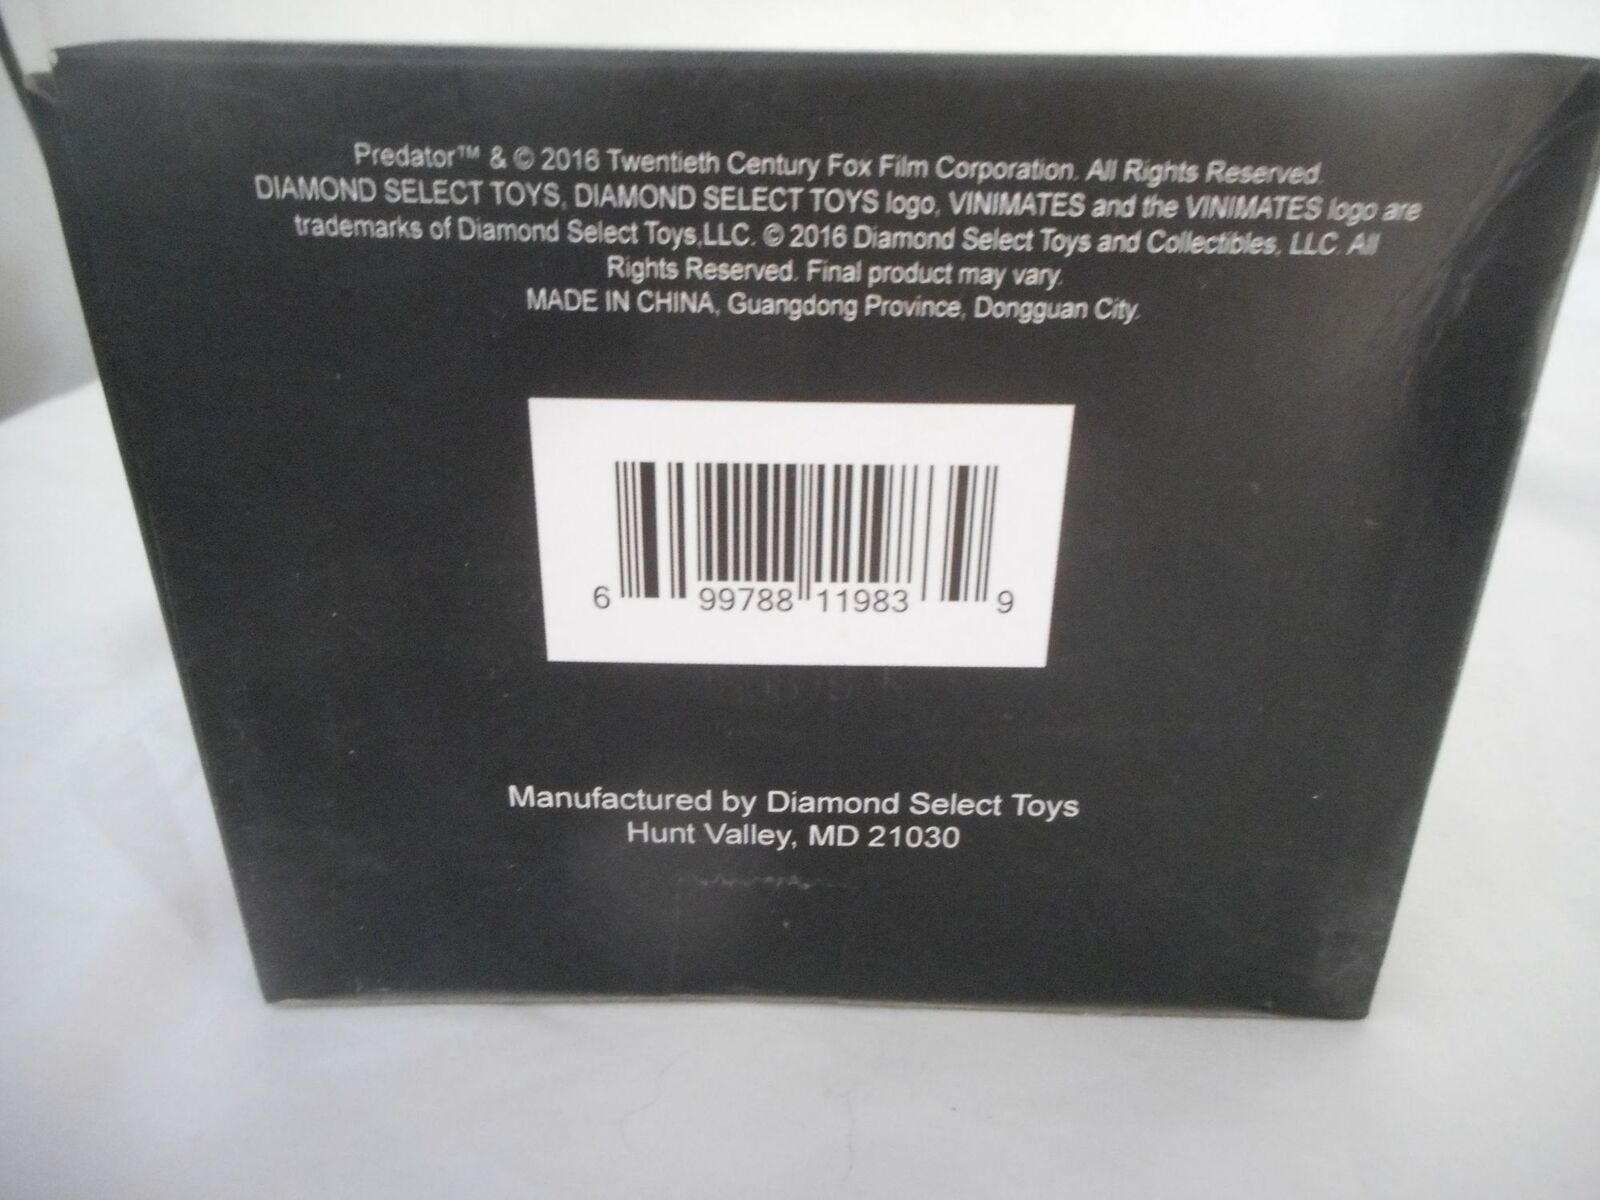 Predator™ & © 2016 Twentieth Century Fox Film Corporation. All Rights Reserved.
DIAMOND SELECT TOYS, DIAMOND SELECT TOYS logo, VINIMATES and the VINIMATES logo are
trademarks of Diamond Select Toys,LLC. © 2016 Diamond Select Toys and Collectibles, LLC. All
Rights Reserved. Final product may vary.
MADE IN CHINA, Guangdong Province, Dongguan City.
6 99788 11983 9
Manufactured by Diamond Select Toys
Hunt Valley, MD 21030